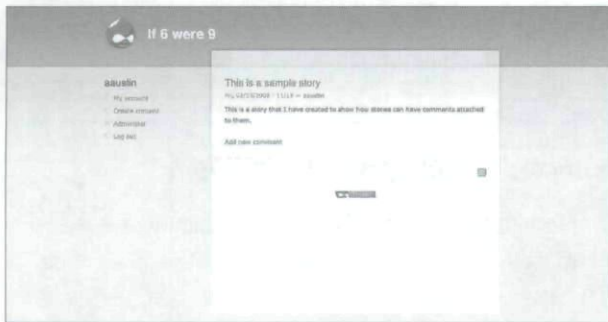 If 6 were 9
aaustin
My account
Create content
Administer
Log out
This is a sample story
aaustin
This is a story that I have created to show how stories can have comments attached
to them.
Add new comment